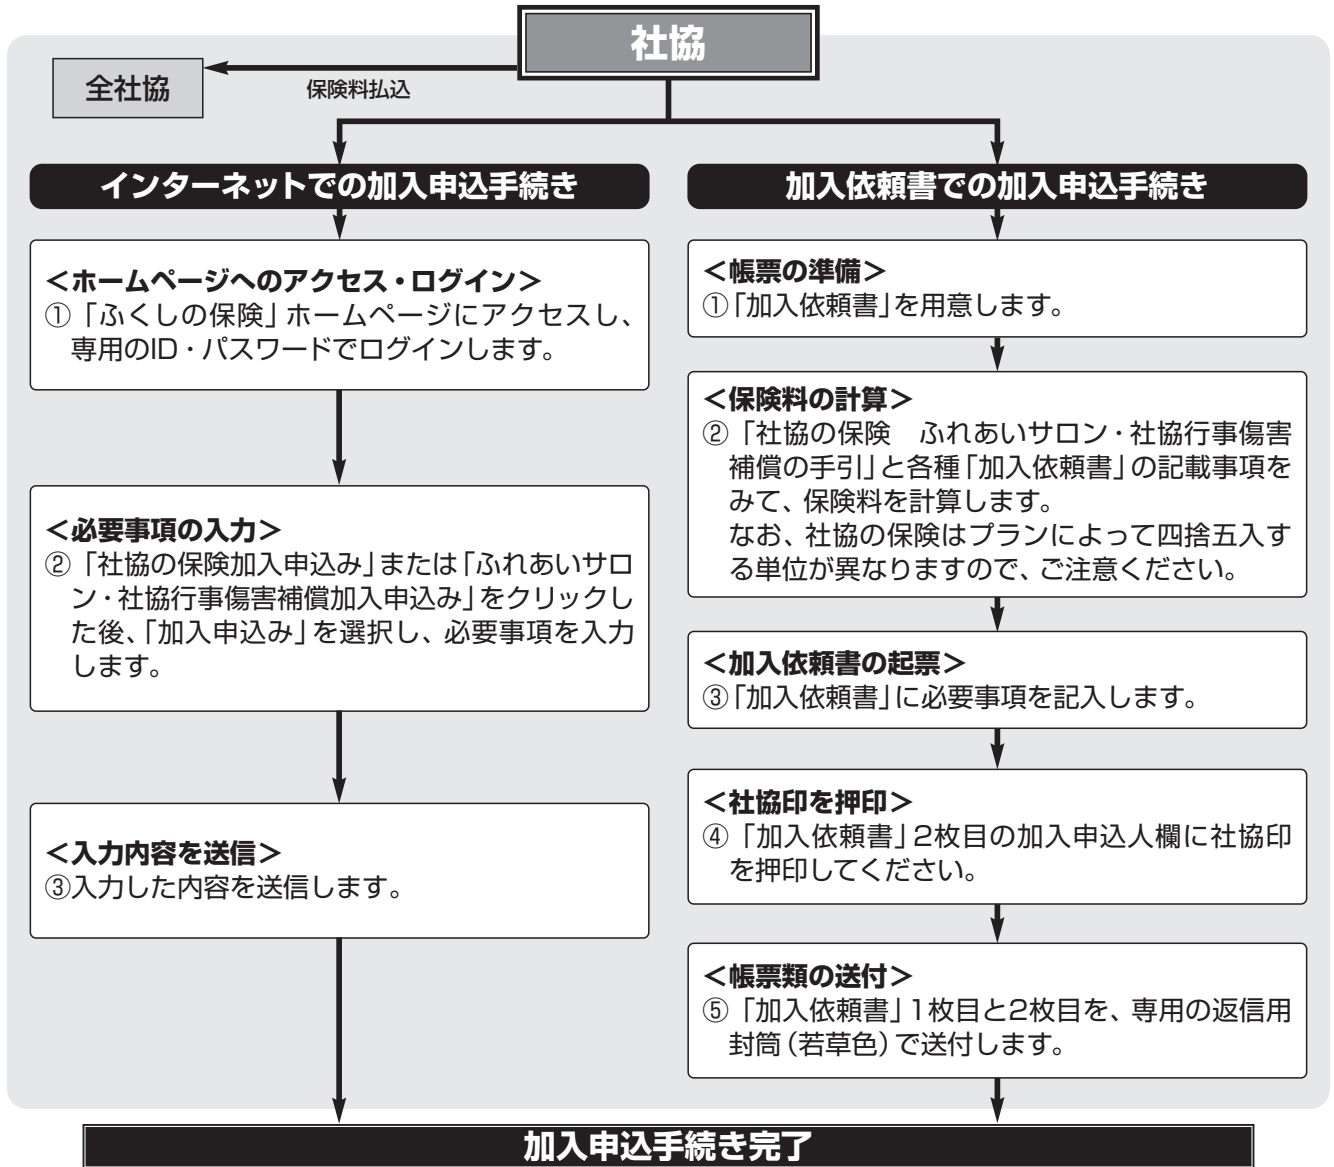 社協
全社協
保険料払込
インターネットでの加入申込手続き
<ホームページへのアクセス・ログイン>
①「ふくしの保険」ホームページにアクセスし、
専用のID・パスワードでログインします。
<必要事項の入力>
②「社協の保険加入申込み」または「ふれあいサロ
ン・社協行事傷害補償加入申込み」をクリックし
た後、「加入申込み」を選択し、必要事項を入力
します。
<入力内容を送信>
③入力した内容を送信します。
加入依頼書での加入申込手続き
<帳票の準備>
①「加入依頼書」を用意します。
<保険料の計算>
②「社協の保険　ふれあいサロン・社協行事傷害
補償の手引」と各種「加入依頼書」の記載事項を
みて、保険料を計算します。
なお、社協の保険はプランによって四捨五入す
る単位が異なりますので、ご注意ください。
<加入依頼書の起票>
③「加入依頼書」に必要事項を記入します。
<社協印を押印>
④「加入依頼書」2枚目の加入申込人欄に社協印
を押印してください。
<帳票類の送付>
⑤「加入依頼書」1枚目と2枚目を、専用の返信用
封筒(若草色)で送付します。
加入申込手続き完了